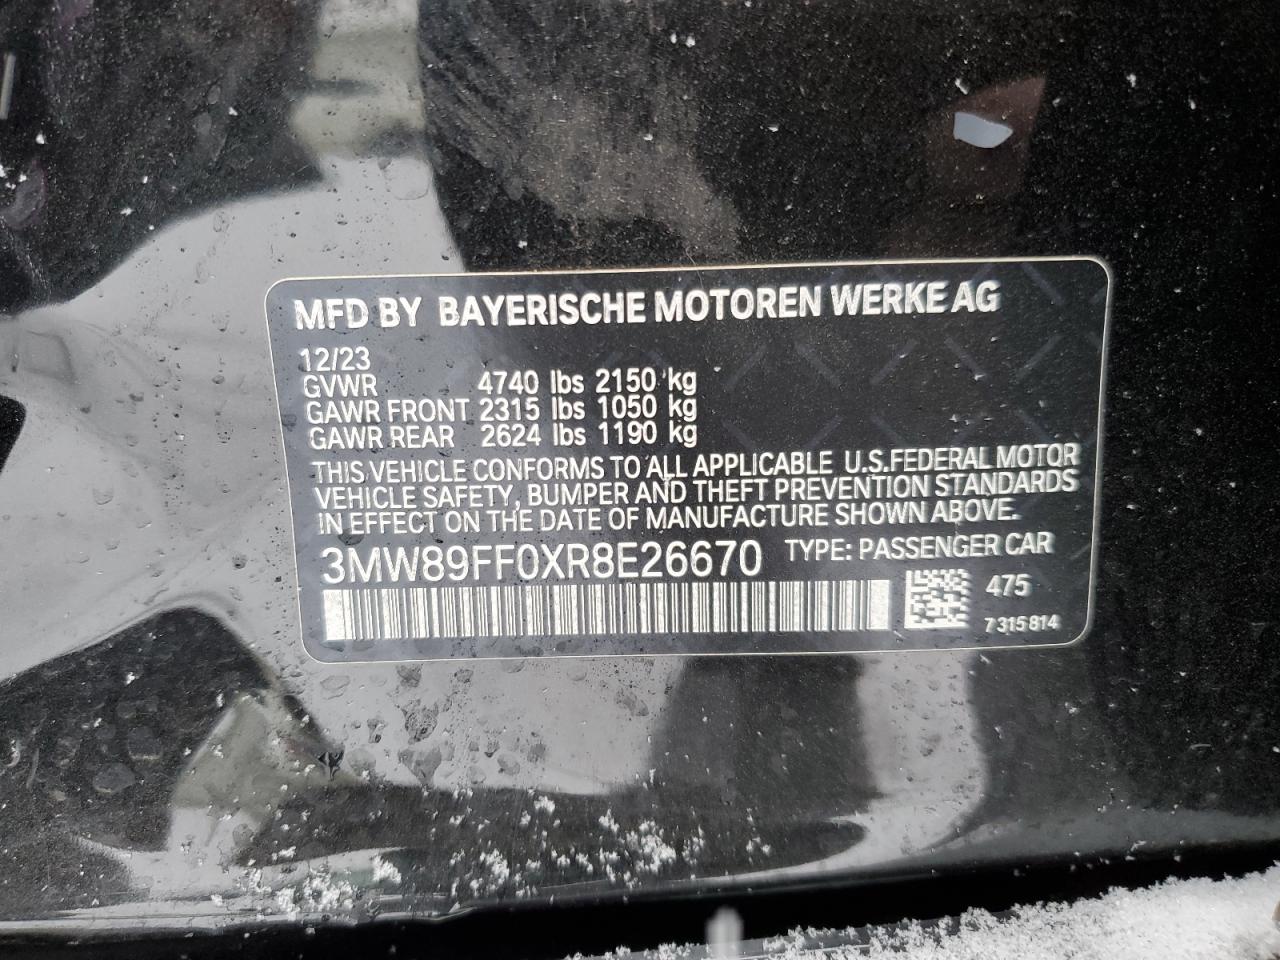 MFD BY BAYERISCHE MOTOREN WERKE AG
12/23
GVWR 4740 lbs 2150 kg
GAWR FRONT 2315 lbs 1050 kg
GAWR REAR 2624 lbs 1190 kg
THIS VEHICLE CONFORMS TO ALL APPLICABLE U.S.FEDERAL MOTOR
VEHICLE SAFETY, BUMPER AND THEFT PREVENTION STANDARDS
IN EFFECT ON THE DATE OF MANUFACTURE SHOWN ABOVE.
3MW89FF0XR8E26670 TYPE: PASSENGER CAR
475
7315814